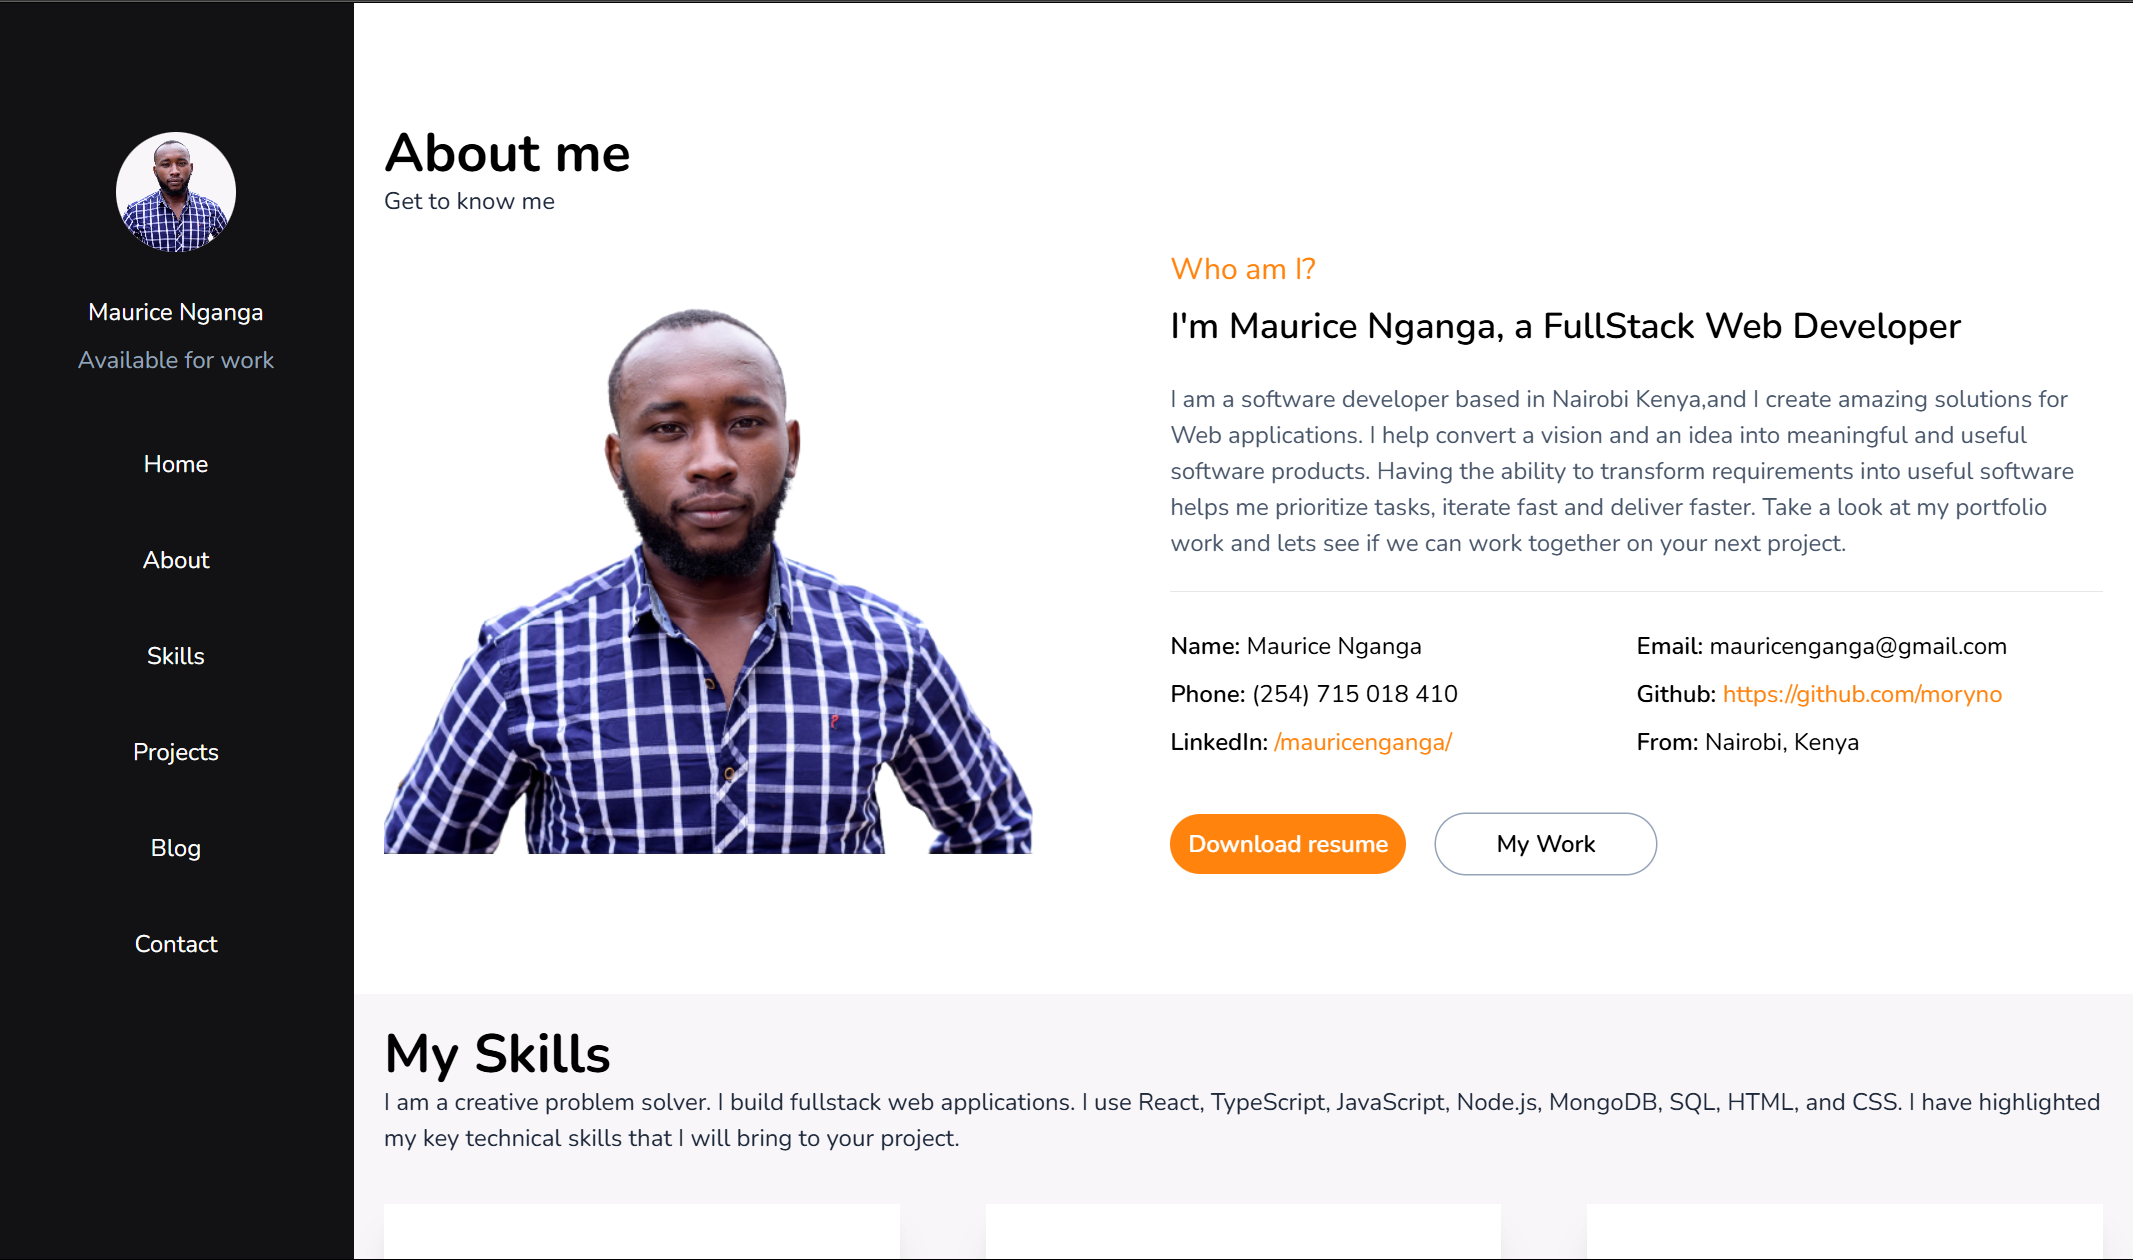 Maurice Nganga
Available for work
Home
About
Skills
Projects
Blog
Contact
About me
Get to know me
Who am I?
I'm Maurice Nganga, a FullStack Web Developer
I am a software developer based in Nairobi Kenya,and I create amazing solutions for
Web applications. I help convert a vision and an idea into meaningful and useful
software products. Having the ability to transform requirements into useful software
helps me prioritize tasks, iterate fast and deliver faster. Take a look at my portfolio
work and lets see if we can work together on your next project.
Name: Maurice Nganga
Email: mauricenganga@gmail.com
Phone: (254) 715 018 410
Github: https://github.com/moryno
LinkedIn: /mauricenganga/
From: Nairobi, Kenya
Download resume
My Work
My Skills
I am a creative problem solver. I build fullstack web applications. I use React, TypeScript, JavaScript, Node.js, MongoDB, SQL, HTML, and CSS. I have highlighted
my key technical skills that I will bring to your project.